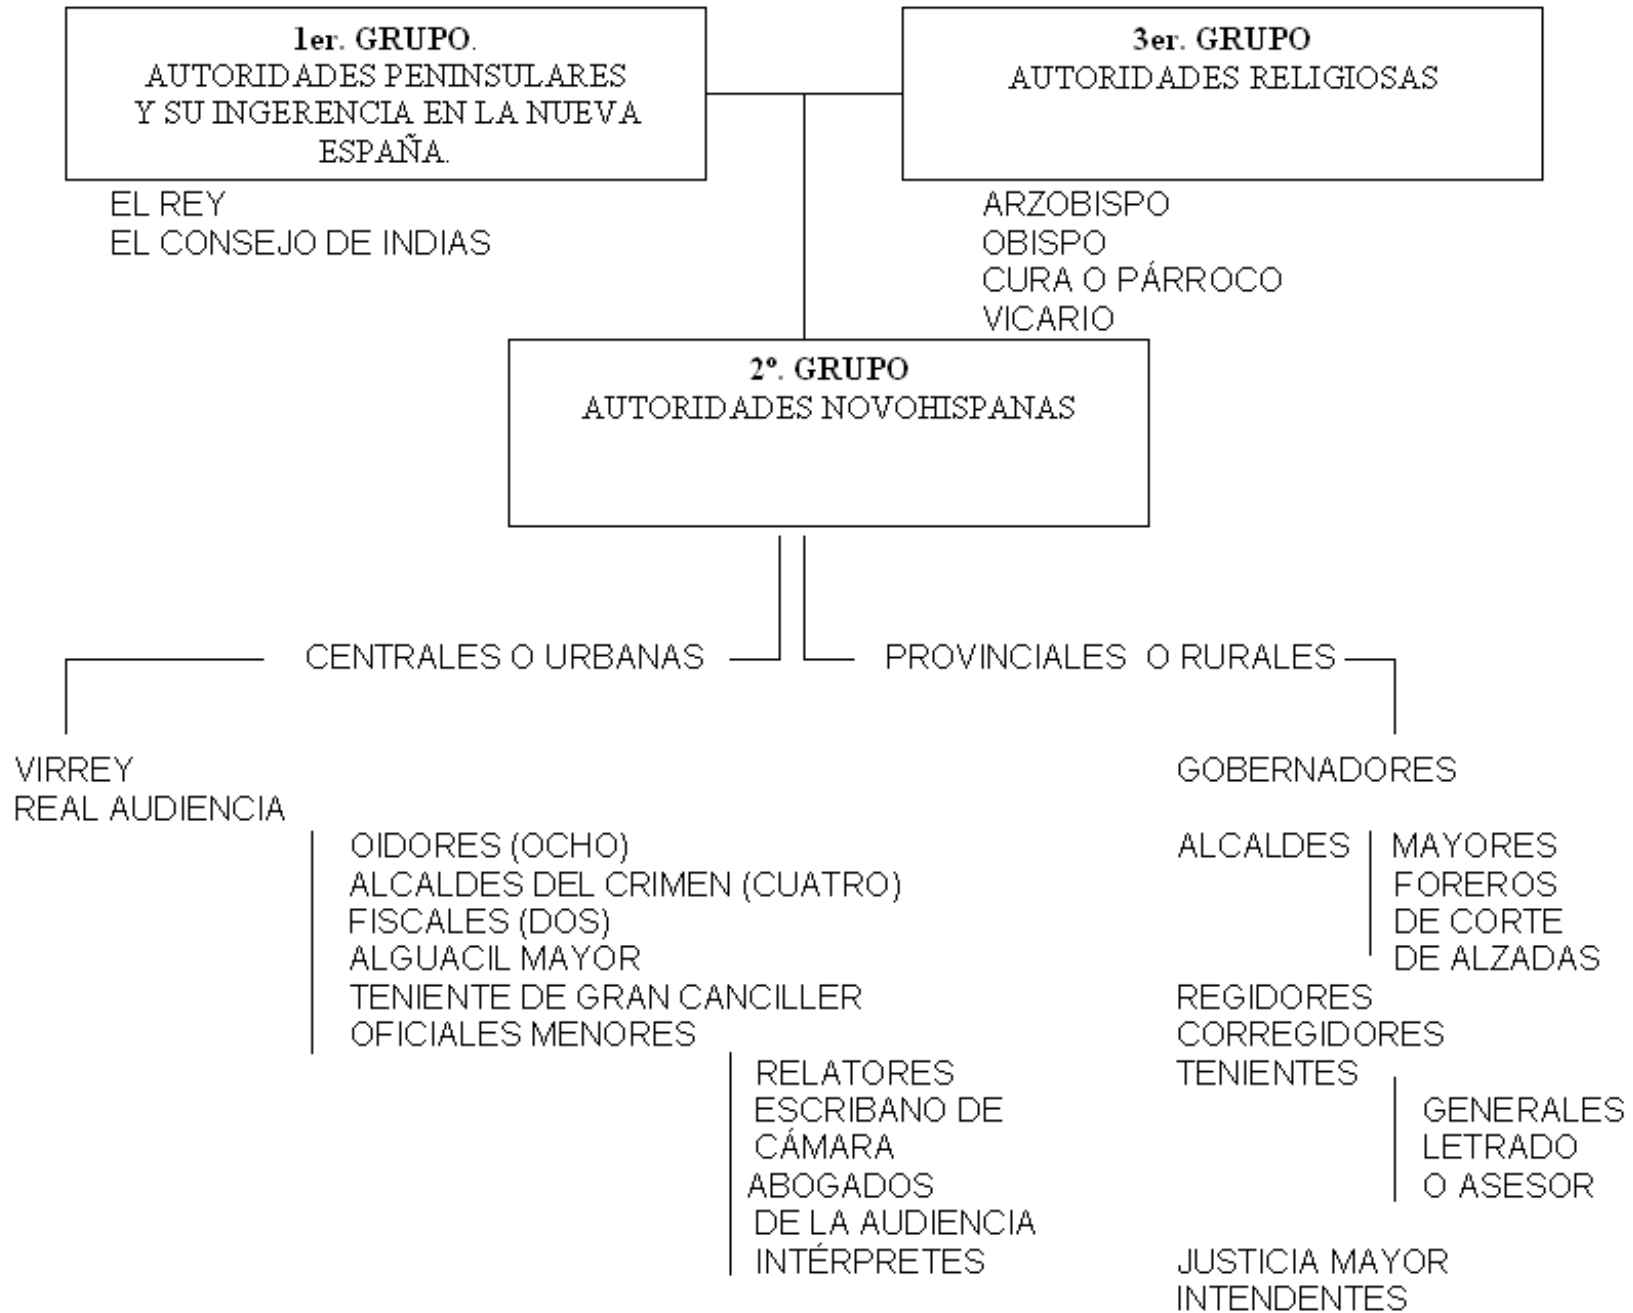 1er. GRUPO.
AUTORIDADES PENINSULARES
Y SU INGERENCIA EN LA NUEVA
ESPAÑA.
EL REY
EL CONSEJO DE INDIAS
3er. GRUPO
AUTORIDADES RELIGIOSAS
ARZOBISPO
OBISPO
CURA O PÁRROCO
VICARIO
2º. GRUPO
AUTORIDADES NOVOHISPANAS
CENTRALES O URBANAS
VIRREY
REAL AUDIENCIA
OIDORES (OCHO)
ALCALDES DEL CRIMEN (CUATRO)
FISCALES (DOS)
ALGUACIL MAYOR
TENIENTE DE GRAN CANCILLER
OFICIALES MENORES
RELATORES
ESCRIBANO DE
CÁMARA
ABOGADOS
DE LA AUDIENCIA
INTÉRPRETES
PROVINCIALES O RURALES
GOBERNADORES
ALCALDES
MAYORES
FOREROS
DE CORTE
DE ALZADAS
REGIDORES
CORREGIDORES
TENIENTES
GENERALES
LETRADO
O ASESOR
JUSTICIA MAYOR
INTENDENTES